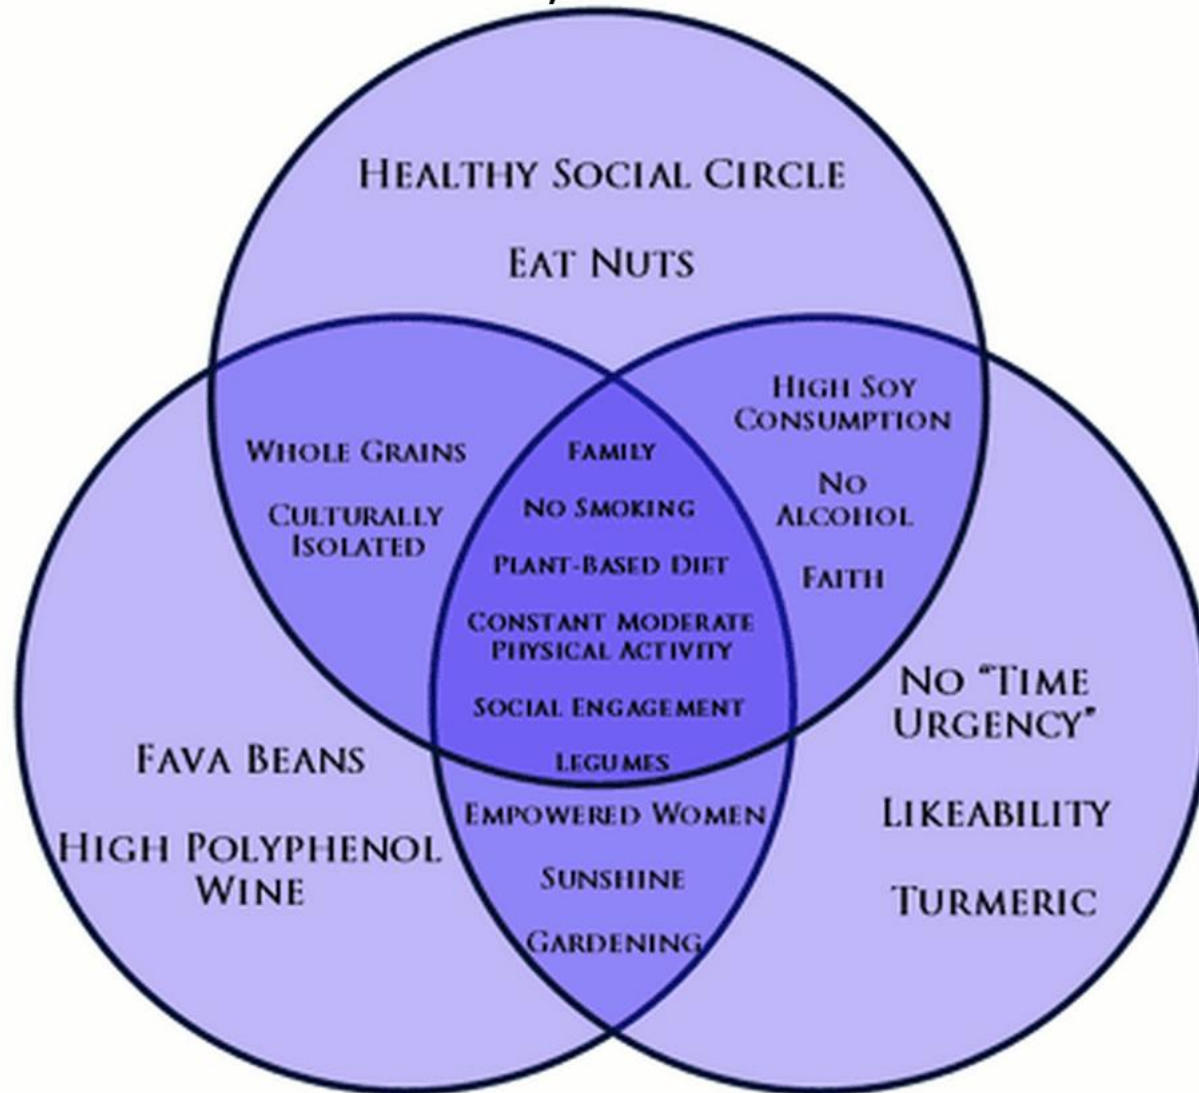 HEALTHY SOCIAL CIRCLE
EAT NUTS
WHOLE GRAINS
CULTURALLY
ISOLATED
FAMILY
NO SMOKING
PLANT-BASED DIET
CONSTANT MODERATE
PHYSICAL ACTIVITY
SOCIAL ENGAGEMENT
LEGUMES
HIGH SOY
CONSUMPTION
NO
ALCOHOL
FAITH
FAVA BEANS
HIGH POLYPHENOL
WINE
EMPOWERED WOMEN
SUNSHINE
GARDENING
NO “TIME
URGENCY”
LIKEABILITY
TURMERIC